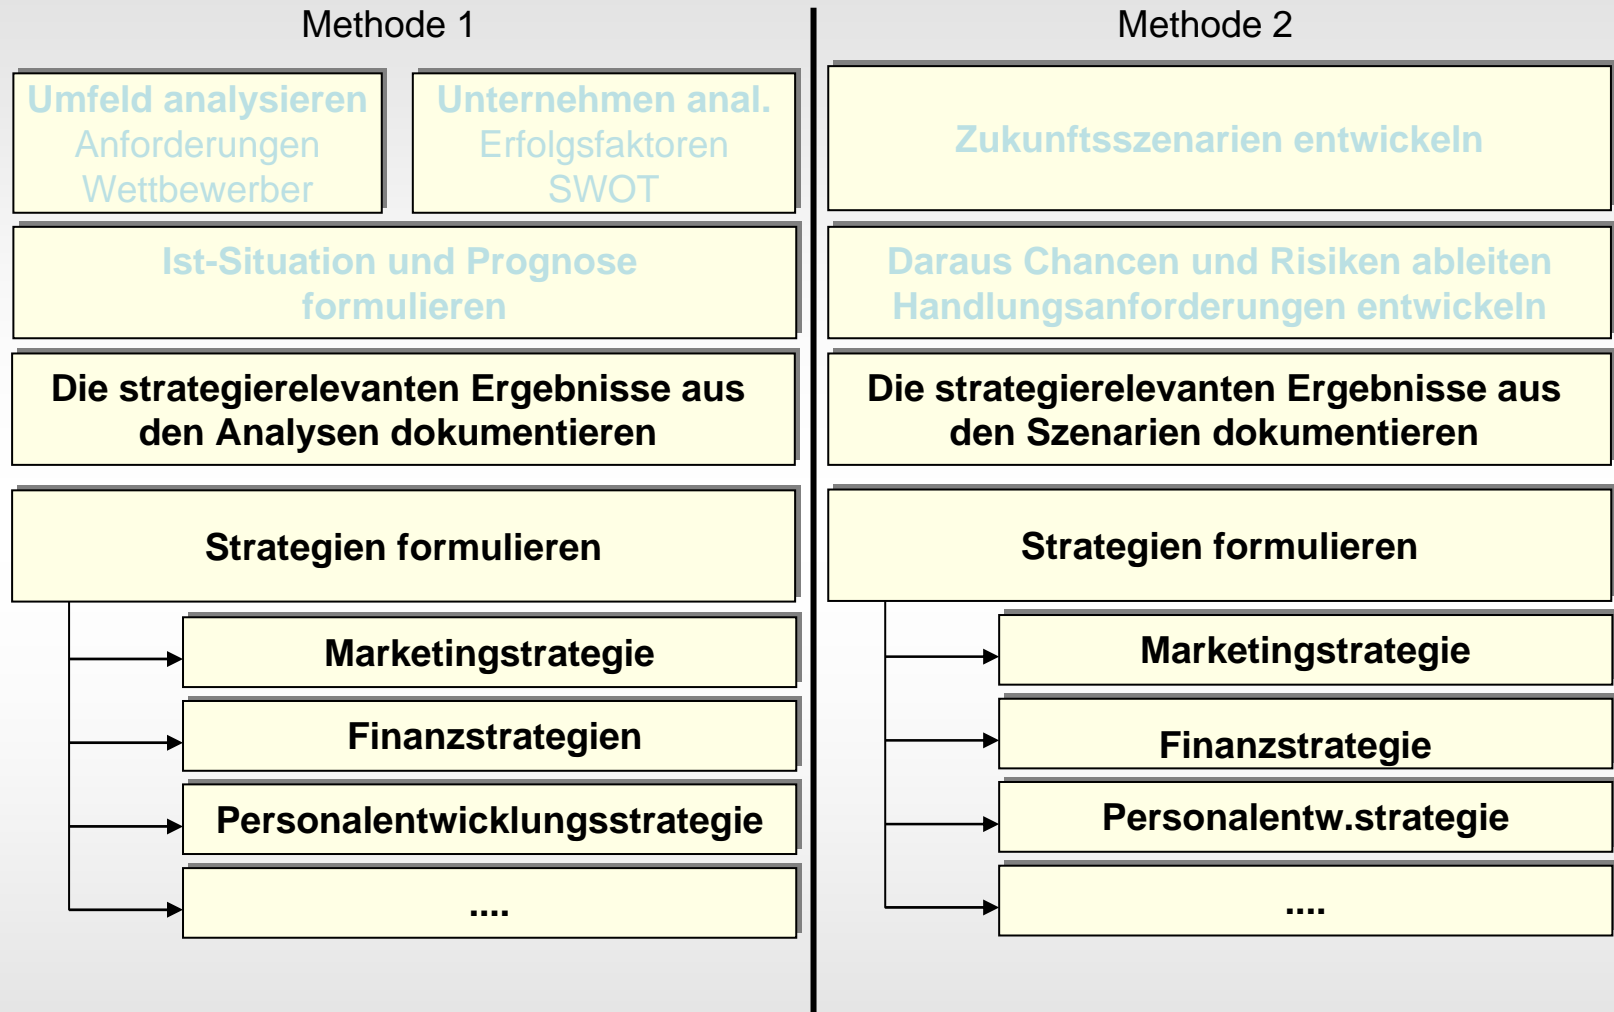 Methode 1
Umfeld analysieren
Anforderungen
Wettbewerber
Unternehmen anal.
Erfolgsfaktoren
SWOT
Ist-Situation und Prognose
formulieren
Die strategierelevanten Ergebnisse aus
den Analysen dokumentieren
Strategien formulieren
Marketingstrategie
Finanzstrategien
Personalentwicklungsstrategie
....
Methode 2
Zukunftsszenarien entwickeln
Daraus Chancen und Risiken ableiten
Handlungsanforderungen entwickeln
Die strategierelevanten Ergebnisse aus
den Szenarien dokumentieren
Strategien formulieren
Marketingstrategie
Finanzstrategie
Personalentw.strategie
....